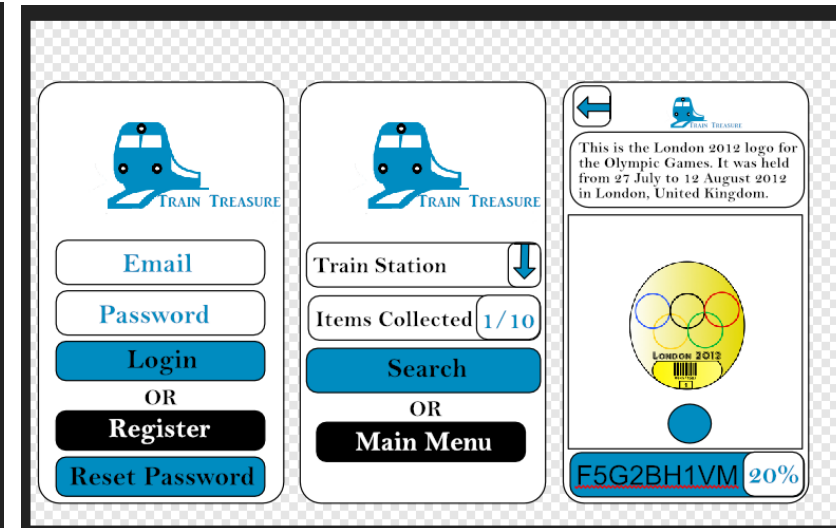 TRAIN TREASURE
Email
Password
Login
OR
Register
Reset Password
TRAIN TREASURE
Train Station
Items Collected 1/10
Search
OR
Main Menu
TRAIN TREASURE
This is the London 2012 logo for
the Olympic Games. It was held
from 27 July to 12 August 2012
in London, United Kingdom.
LONDON 2012
F5G2BH1VM 20%